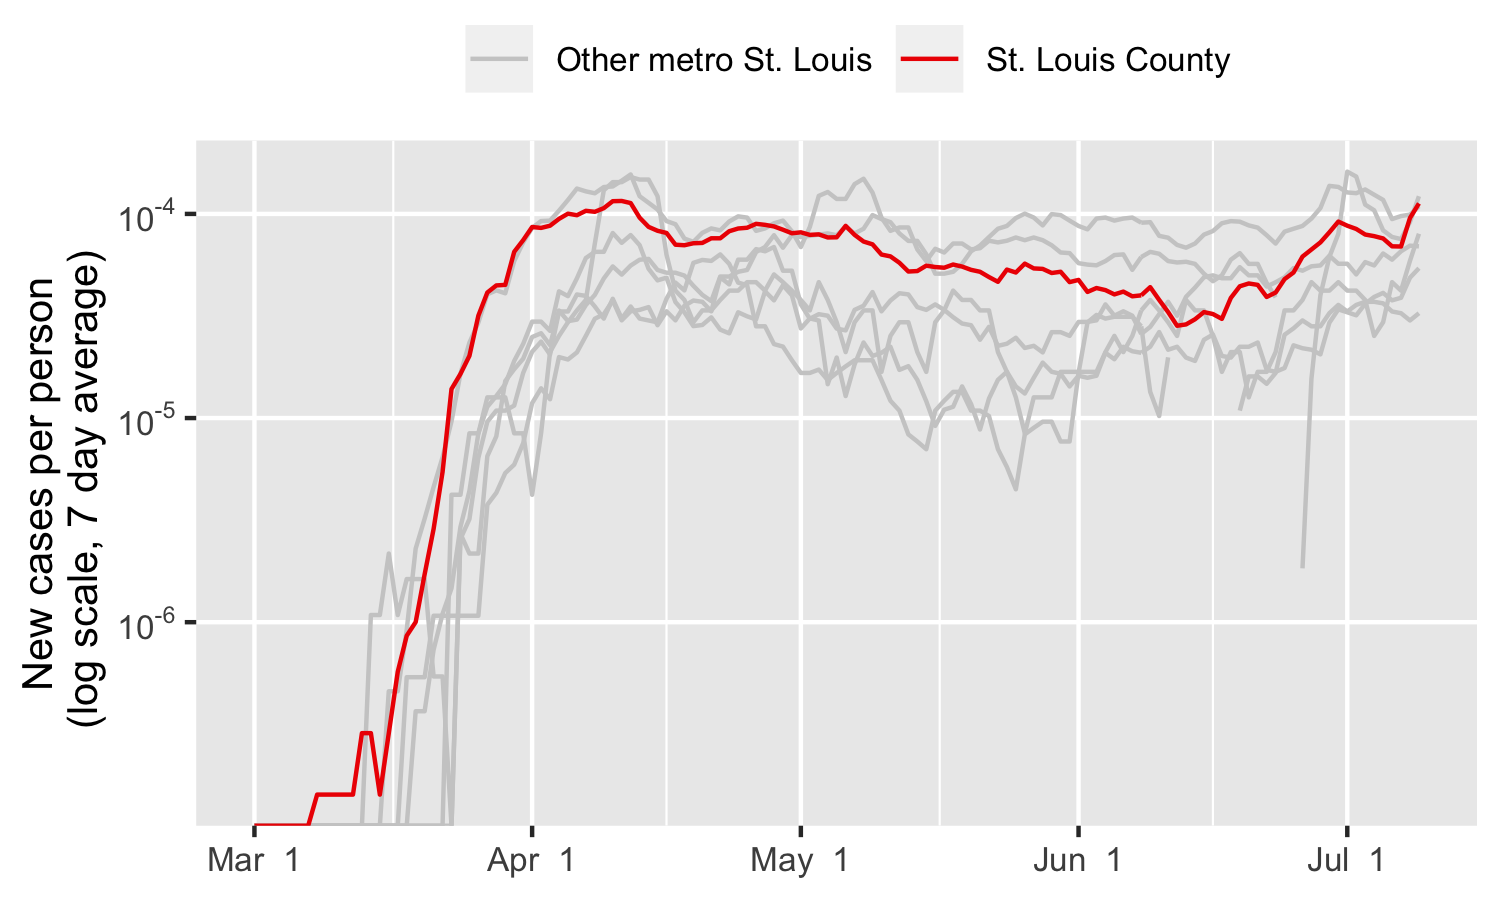 Other metro St. Louis St. Louis County
New cases per person
(log scale, 7 day average)
10⁻⁴
10⁻⁵
10⁻⁶
Mar 1 Apr 1 May 1 Jun 1 Jul 1